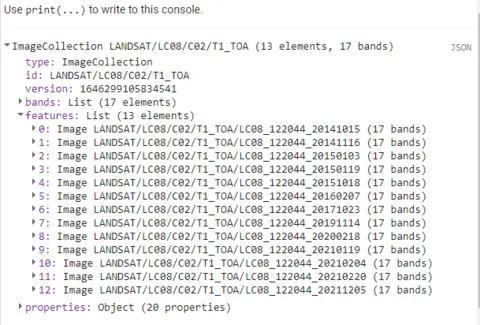 Use print(...) to write to this console.
ImageCollection LANDSAT/LC08/C02/T1_TOA (13 elements, 17 bands) JSON
type: ImageCollection
id: LANDSAT/LC08/C02/T1_TOA
version: 1646299105834541
bands: List (17 elements)
features: List (13 elements)
0: Image LANDSAT/LC08/C02/T1_TOA/LC08_122044_20141015 (17 bands)
1: Image LANDSAT/LC08/C02/T1_TOA/LC08_122044_20141116 (17 bands)
2: Image LANDSAT/LC08/C02/T1_TOA/LC08_122044_20150103 (17 bands)
3: Image LANDSAT/LC08/C02/T1_TOA/LC08_122044_20150119 (17 bands)
4: Image LANDSAT/LC08/C02/T1_TOA/LC08_122044_20151018 (17 bands)
5: Image LANDSAT/LC08/C02/T1_TOA/LC08_122044_20160207 (17 bands)
6: Image LANDSAT/LC08/C02/T1_TOA/LC08_122044_20171023 (17 bands)
7: Image LANDSAT/LC08/C02/T1_TOA/LC08_122044_20191114 (17 bands)
8: Image LANDSAT/LC08/C02/T1_TOA/LC08_122044_20200218 (17 bands)
9: Image LANDSAT/LC08/C02/T1_TOA/LC08_122044_20210119 (17 bands)
10: Image LANDSAT/LC08/C02/T1_TOA/LC08_122044_20210204 (17 bands)
11: Image LANDSAT/LC08/C02/T1_TOA/LC08_122044_20210220 (17 bands)
12: Image LANDSAT/LC08/C02/T1_TOA/LC08_122044_20211205 (17 bands)
properties: Object (20 properties)